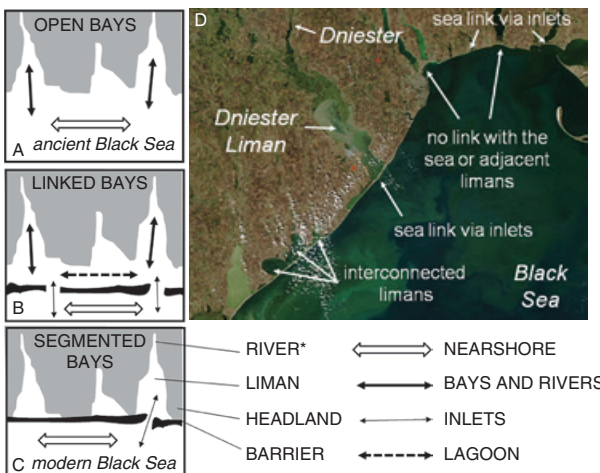 OPEN BAYS
A
ancient Black Sea
LINKED BAYS
B
SEGMENTED
BAYS
C
modern Black Sea
D
Dniester
sea link via inlets
Dniester
Liman
no link with the
sea or adjacent
limans
sea link via inlets
interconnected
limans
Black
Sea
RIVER*
LIMAN
HEADLAND
BARRIER
NEARSHORE
BAYS AND RIVERS
INLETS
LAGOON